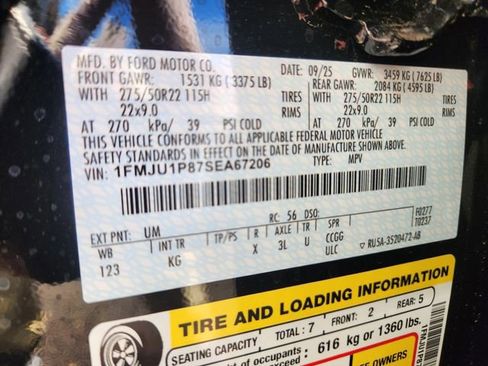 MFD. BY FORD MOTOR CO.
DATE: 09/25 GVWR: 3459 KG (7625 LB)
FRONT GAWR: 1531 KG (3375 LB) REAR GAWR: 2084 KG (4595 LB)
WITH 275/50R22 115H TIRES WITH 275/50R22 115H TIRES
22x9.0 RIMS 22x9.0 RIMS
AT 270 kPa/ 39 PSI COLD AT 270 kPa/ 39 PSI COLD
THIS VEHICLE CONFORMS TO ALL APPLICABLE FEDERAL MOTOR VEHICLE
SAFETY STANDARDS IN EFFECT ON THE DATE OF MANUFACTURE SHOWN ABOVE.
VIN: 1FMJU1P87SEA67206 TYPE: MPV
F0277
T0237
EXT PNT: UM RC: 56 DSO:
WB INT TR TP/PS R AXLE TR SPR
123 KG X 3L U CCGG
ULC RU5A-3520472-AB
TIRE AND LOADING INFORMATION
SEATING CAPACITY TOTAL: 7 FRONT: 2 REAR: 5
of occupants
616 kg or 1360 lbs.
OWNERS